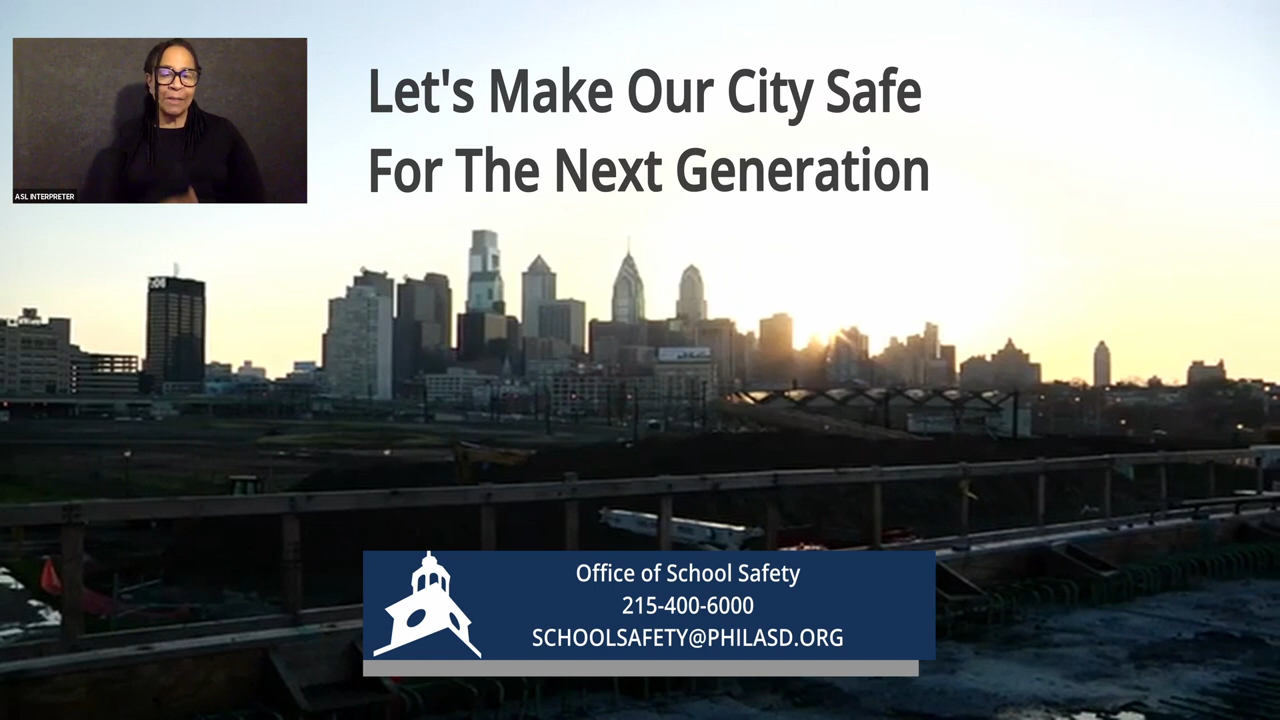 Let's Make Our City Safe
For The Next Generation
ASL INTERPRETER
Office of School Safety
215-400-6000
SCHOOLSAFETY@PHILASD.ORG